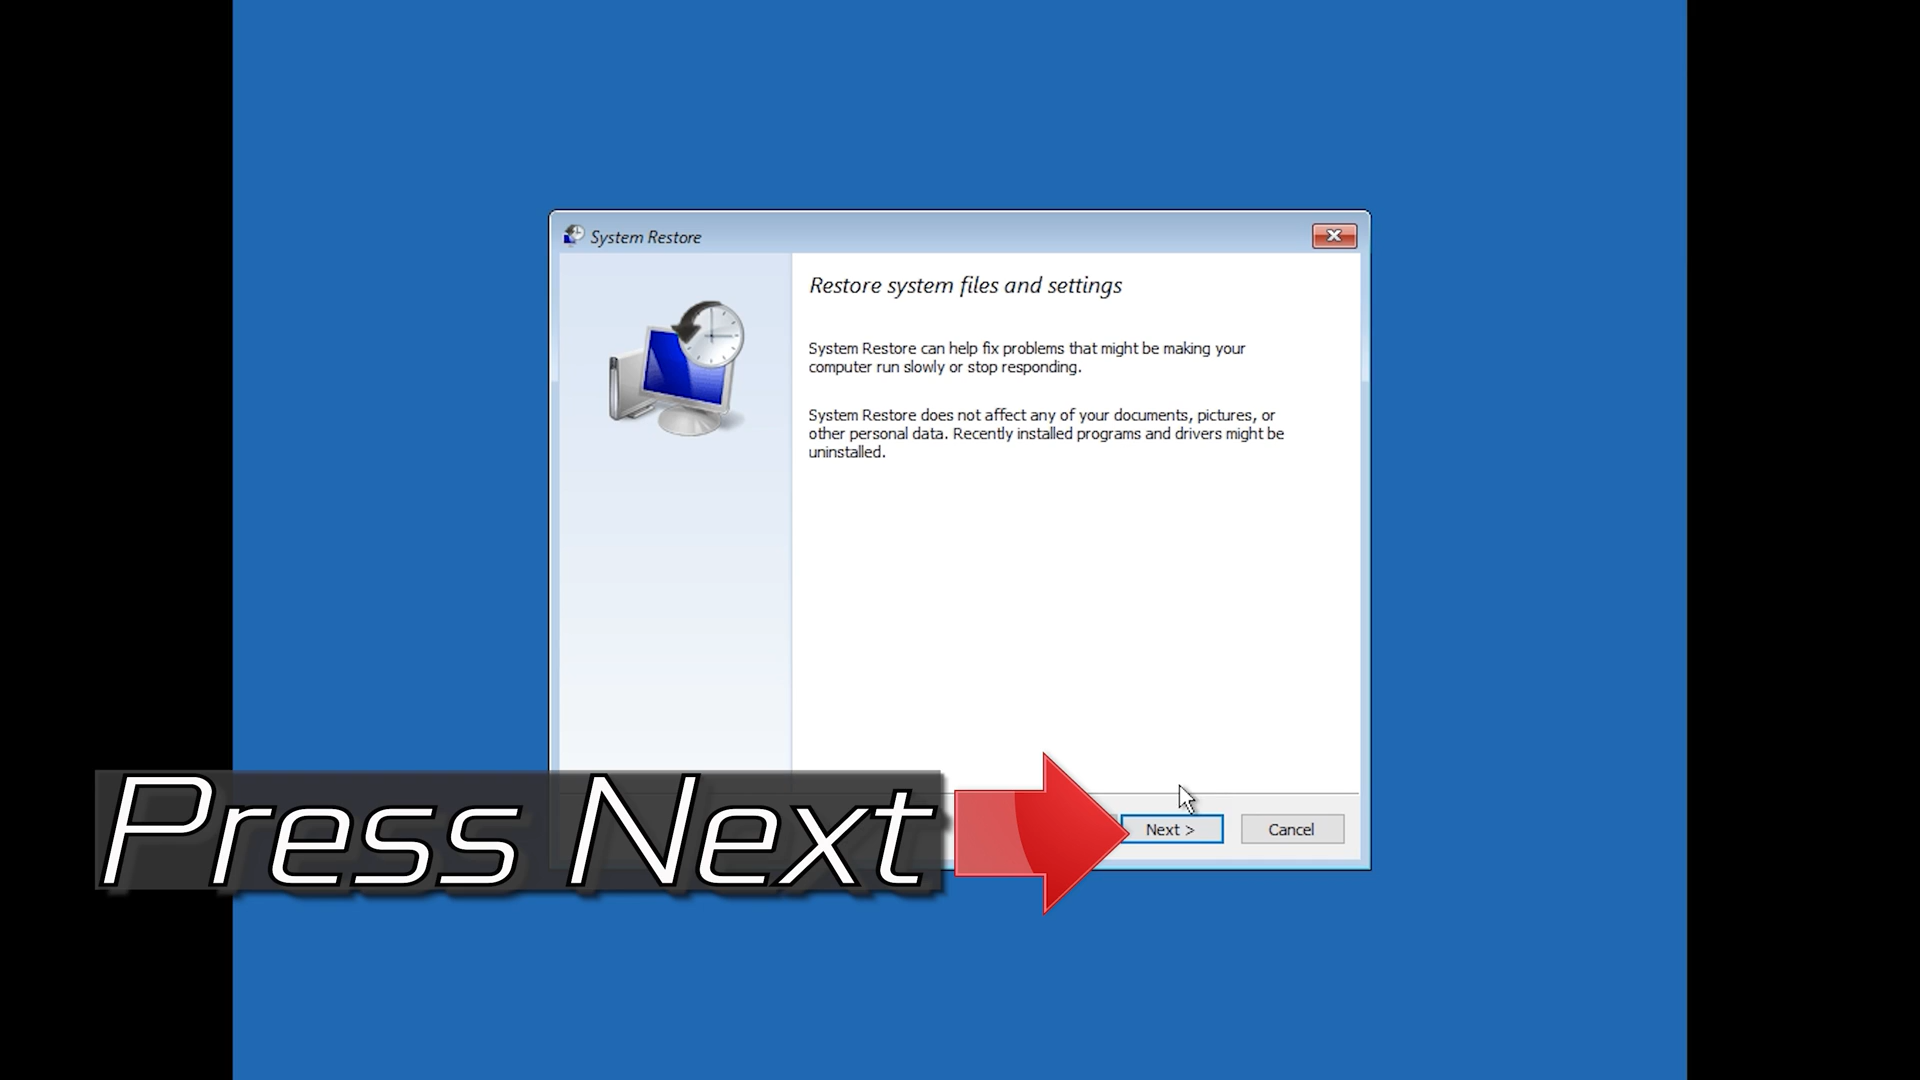 System Restore
Restore system files and settings
System Restore can help fix problems that might be making your
computer run slowly or stop responding.
System Restore does not affect any of your documents, pictures, or
other personal data. Recently installed programs and drivers might be
uninstalled.
Press Next
Next >
Cancel